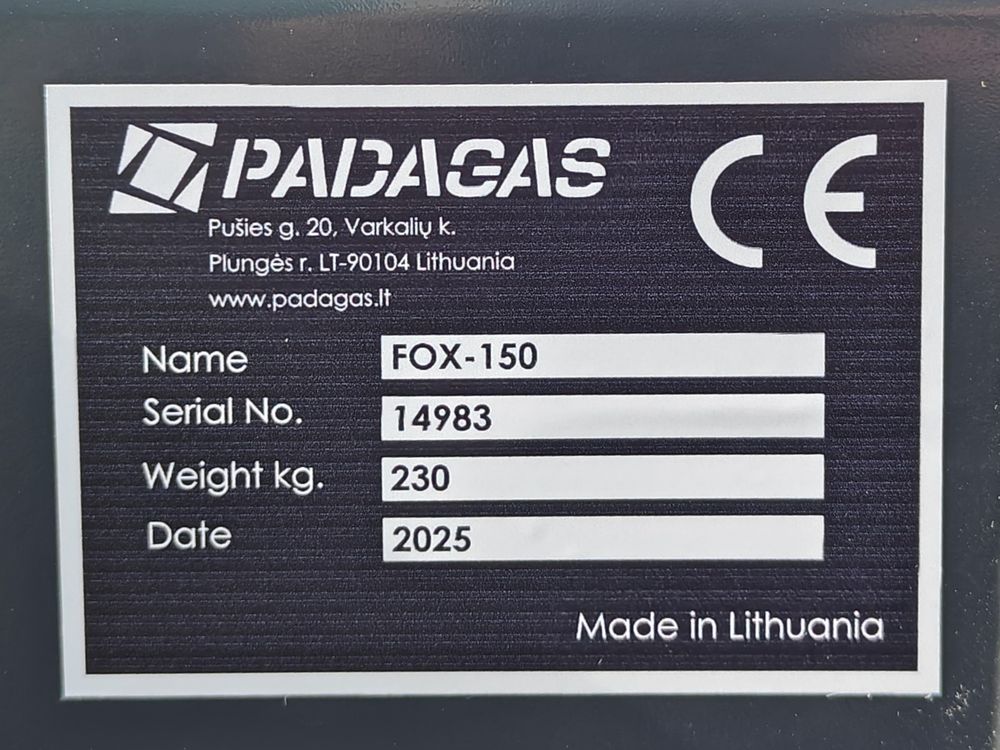 PADAGAS
CE
Pušies g. 20, Varkalių k.
Plungės r. LT-90104 Lithuania
www.padagas.lt
Name FOX-150
Serial No. 14983
Weight kg. 230
Date 2025
Made in Lithuania